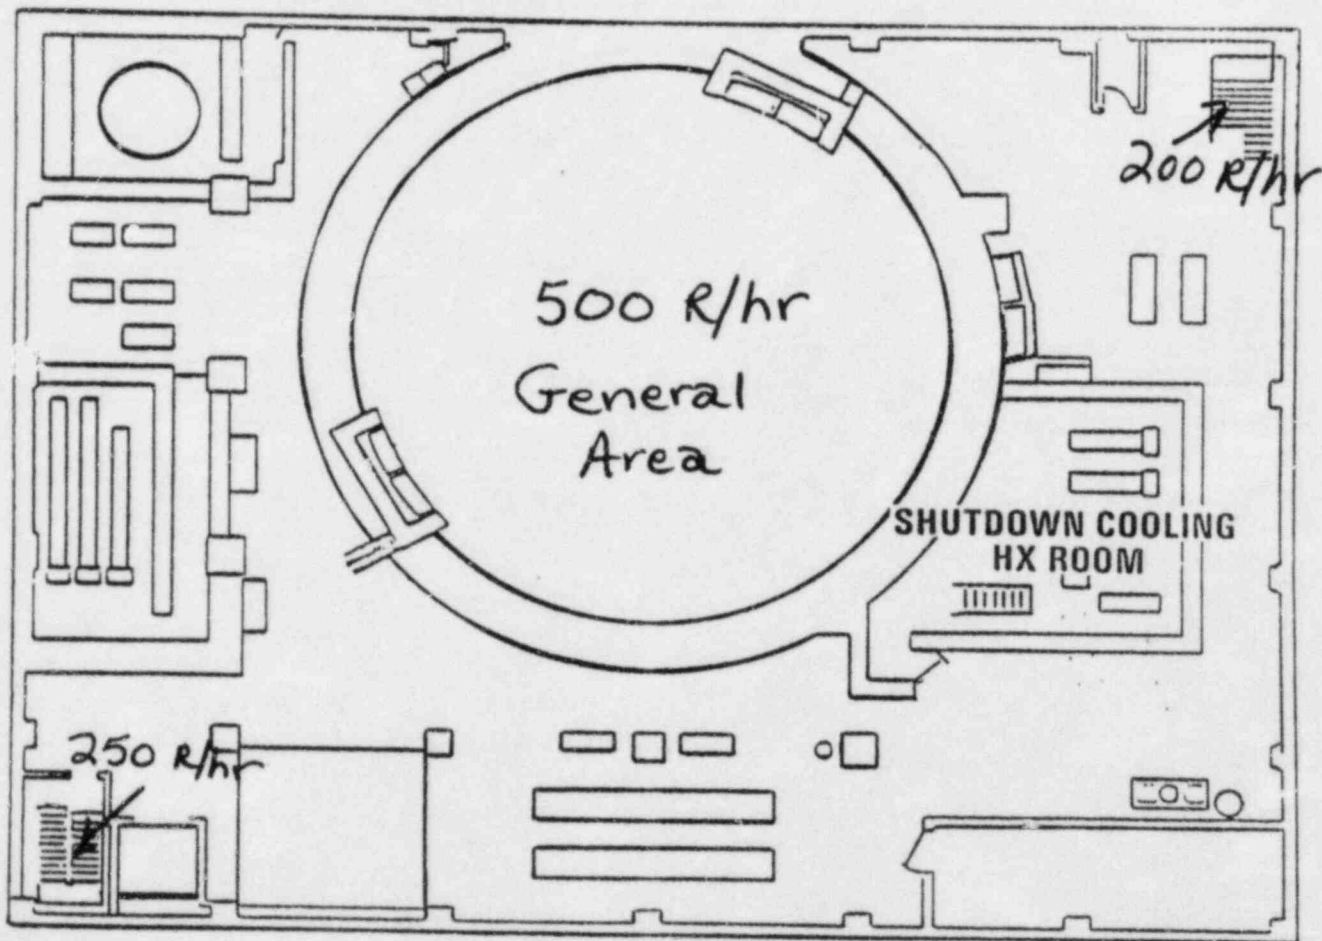 200 R/hr
500 R/hr
General
Area
SHUTDOWN COOLING
HX ROOM
250 R/hr